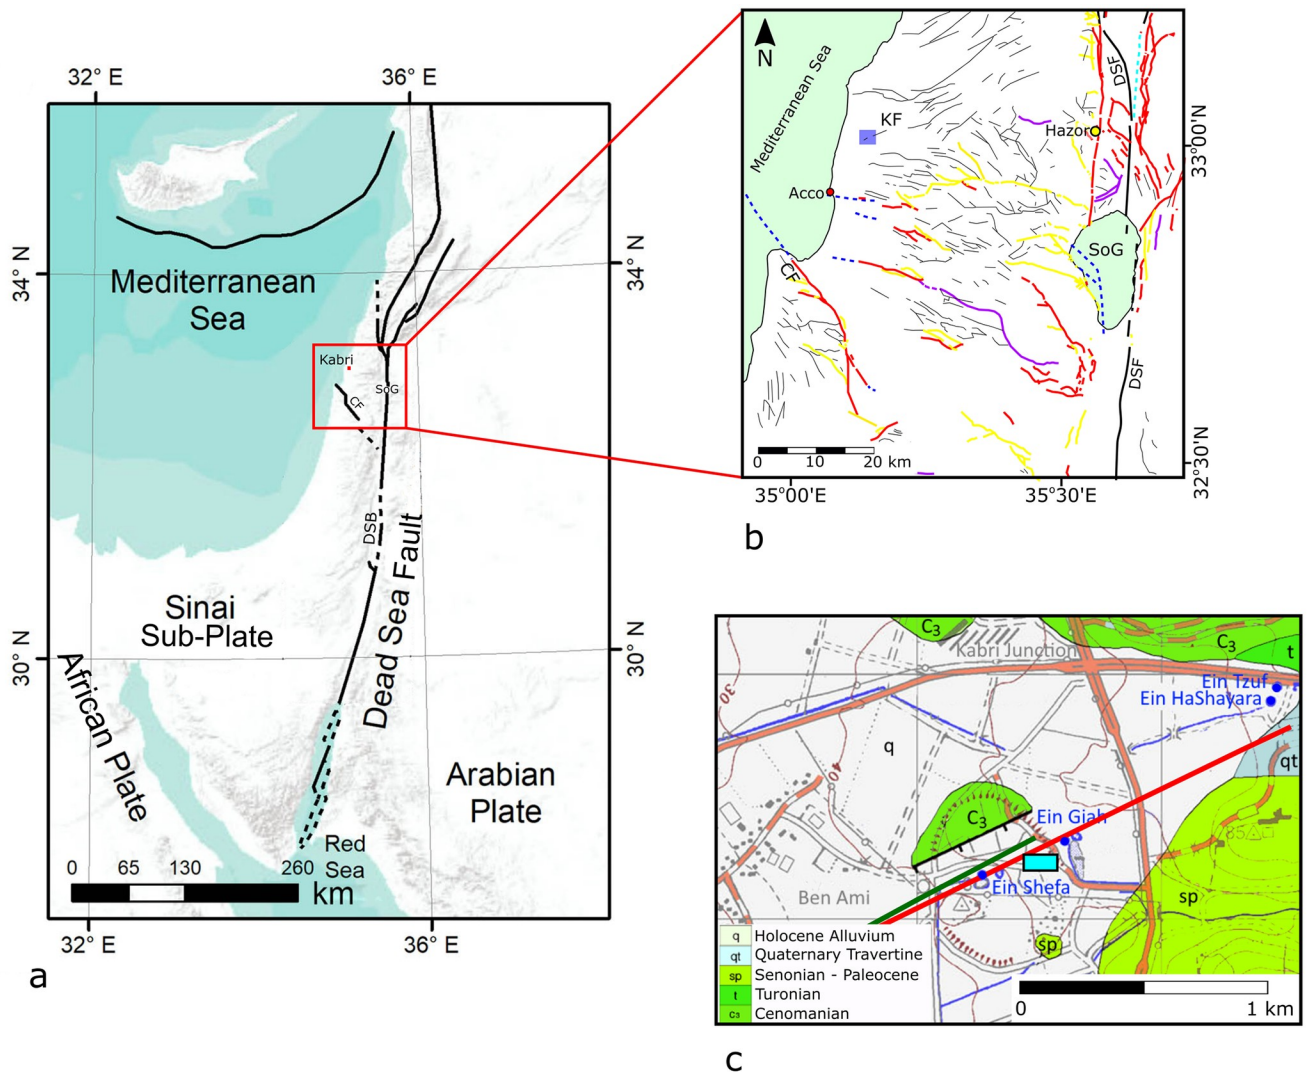 32° E
36° E
34° N
34° N
Mediterranean
Sea
Kabri
SoG
CF
DSB
Dead Sea Fault
Sinai
Sub-Plate
30° N
30° N
African Plate
Arabian
Plate
Red
Sea
0 65 130 260
km
32° E
36° E
a
N
Mediterranean Sea
KF
DSF
Hazor
Acco
SoG
CF
DSF
0 10 20 km
33°00'N
32°30'N
35°00'E
35°30'E
b
C3
Kabri Junction
C3
t
Ein Tzuf
Ein HaShayara
30
q
qt
40
C3
Ein Giah
85
Ein Shefa
Ben Ami
sp
sp
q Holocene Alluvium
qt Quaternary Travertine
sp Senonian - Paleocene
t Turonian
C3 Cenomanian
0 1 km
c